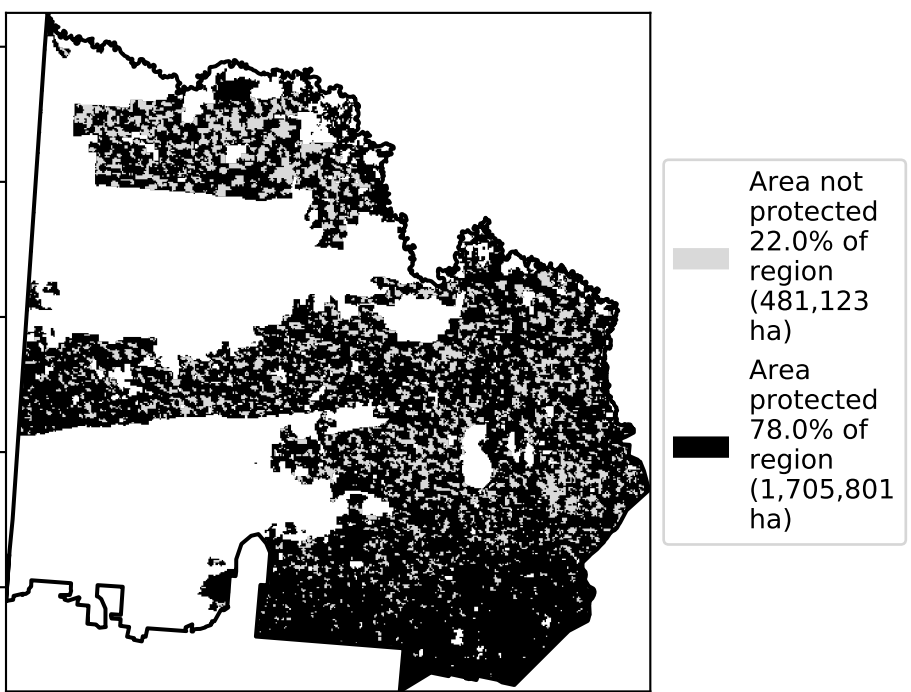 Area not
protected
22.0% of
region
(481,123
ha)
Area
protected
78.0% of
region
(1,705,801
ha)